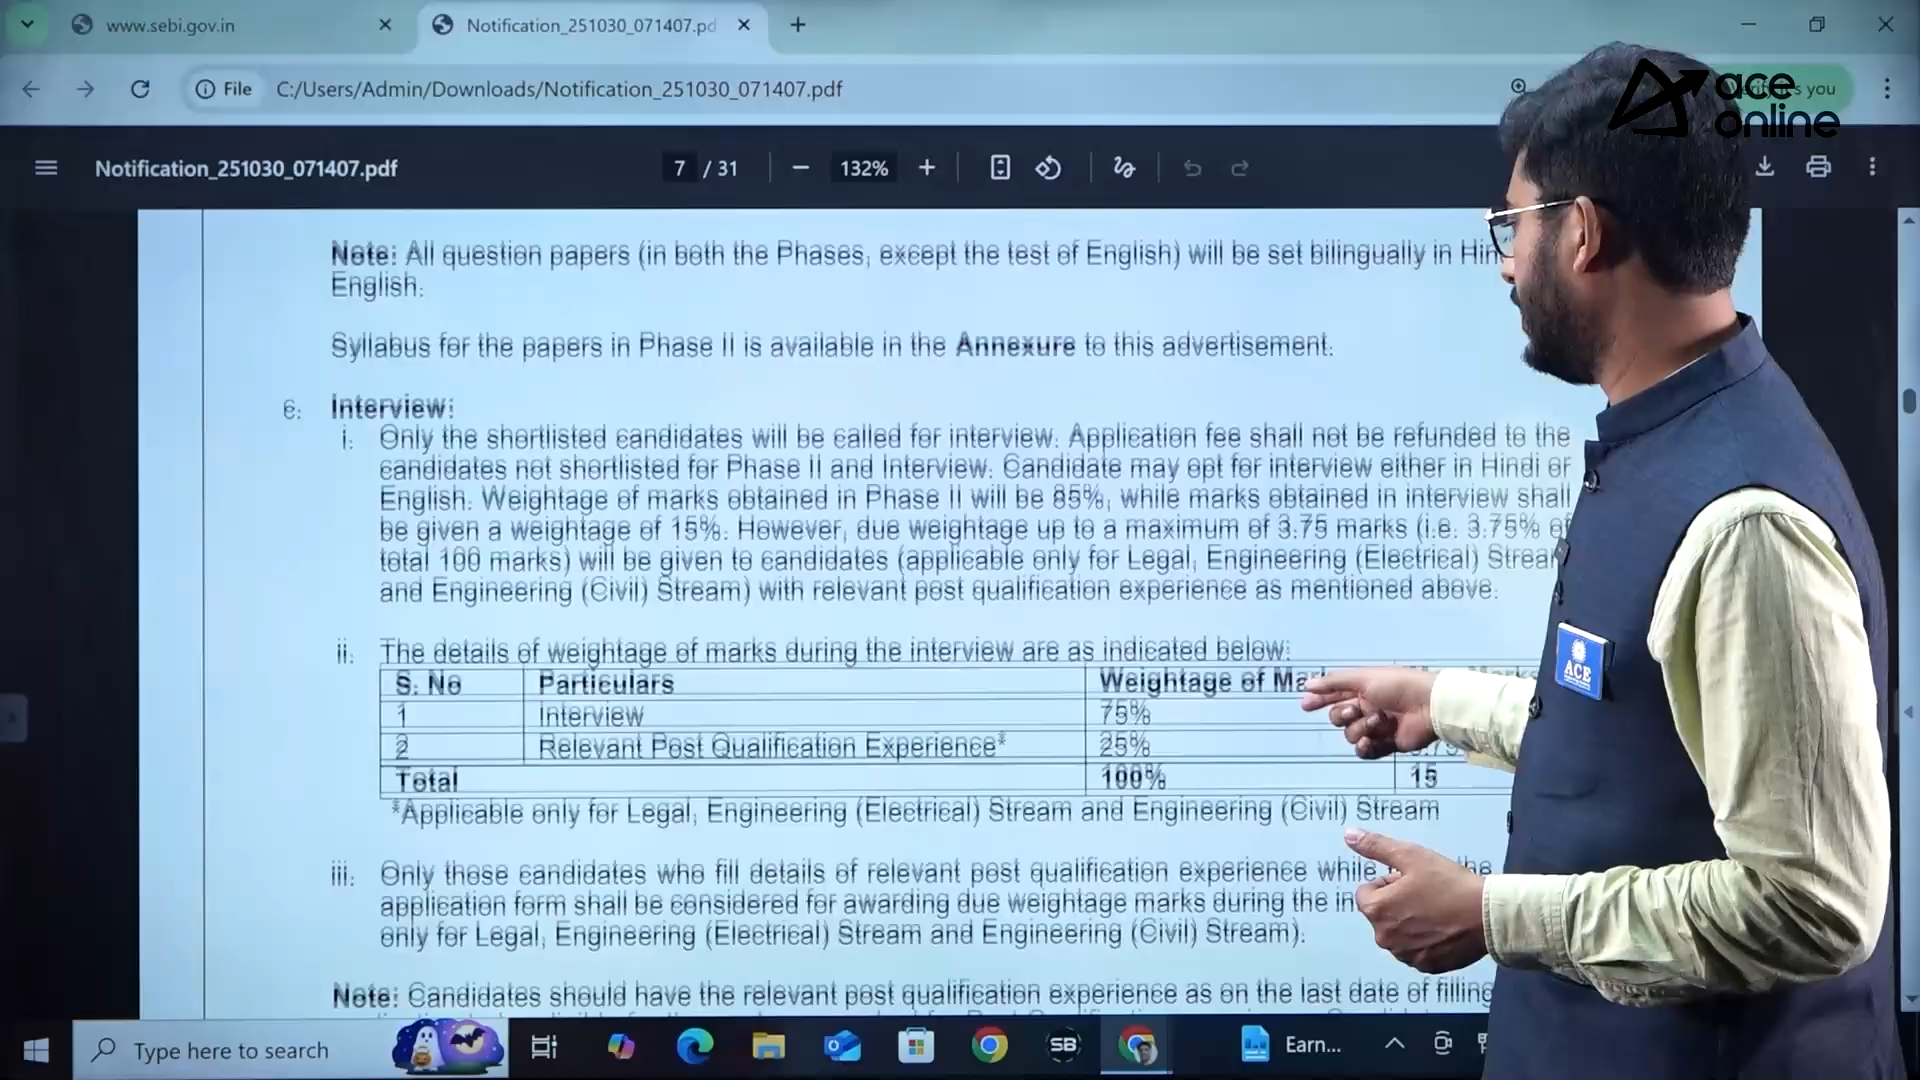 www.sebi.gov.in
Notification_251030_071407.pd
File C:/Users/Admin/Downloads/Notification_251030_071407.pdf
you
ace
online
Notification_251030_071407.pdf 7 / 31 132%
Note: All question papers (in both the Phases, except the test of English) will be set bilingually in Hin
English.
Syllabus for the papers in Phase II is available in the Annexure to this advertisement.
6. Interview:
i. Only the shortlisted candidates will be called for interview. Application fee shall not be refunded to the
candidates not shortlisted for Phase II and Interview. Candidate may opt for interview either in Hindi or
English. Weightage of marks obtained in Phase II will be 85%, while marks obtained in interview shall
be given a weightage of 15%. However, due weightage up to a maximum of 3.75 marks (i.e. 3.75% of
total 100 marks) will be given to candidates (applicable only for Legal, Engineering (Electrical) Stream
and Engineering (Civil) Stream) with relevant post qualification experience as mentioned above.
ii. The details of weightage of marks during the interview are as indicated below:
S. No Particulars Weightage of Mar
1 Interview 75%
2 Relevant Post Qualification Experience* 25%
Total 100% 15
*Applicable only for Legal, Engineering (Electrical) Stream and Engineering (Civil) Stream
iii. Only those candidates who fill details of relevant post qualification experience while the
application form shall be considered for awarding due weightage marks during the in
only for Legal, Engineering (Electrical) Stream and Engineering (Civil) Stream).
Note: Candidates should have the relevant post qualification experience as on the last date of filling
ACE
Type here to search
SB
Earn...